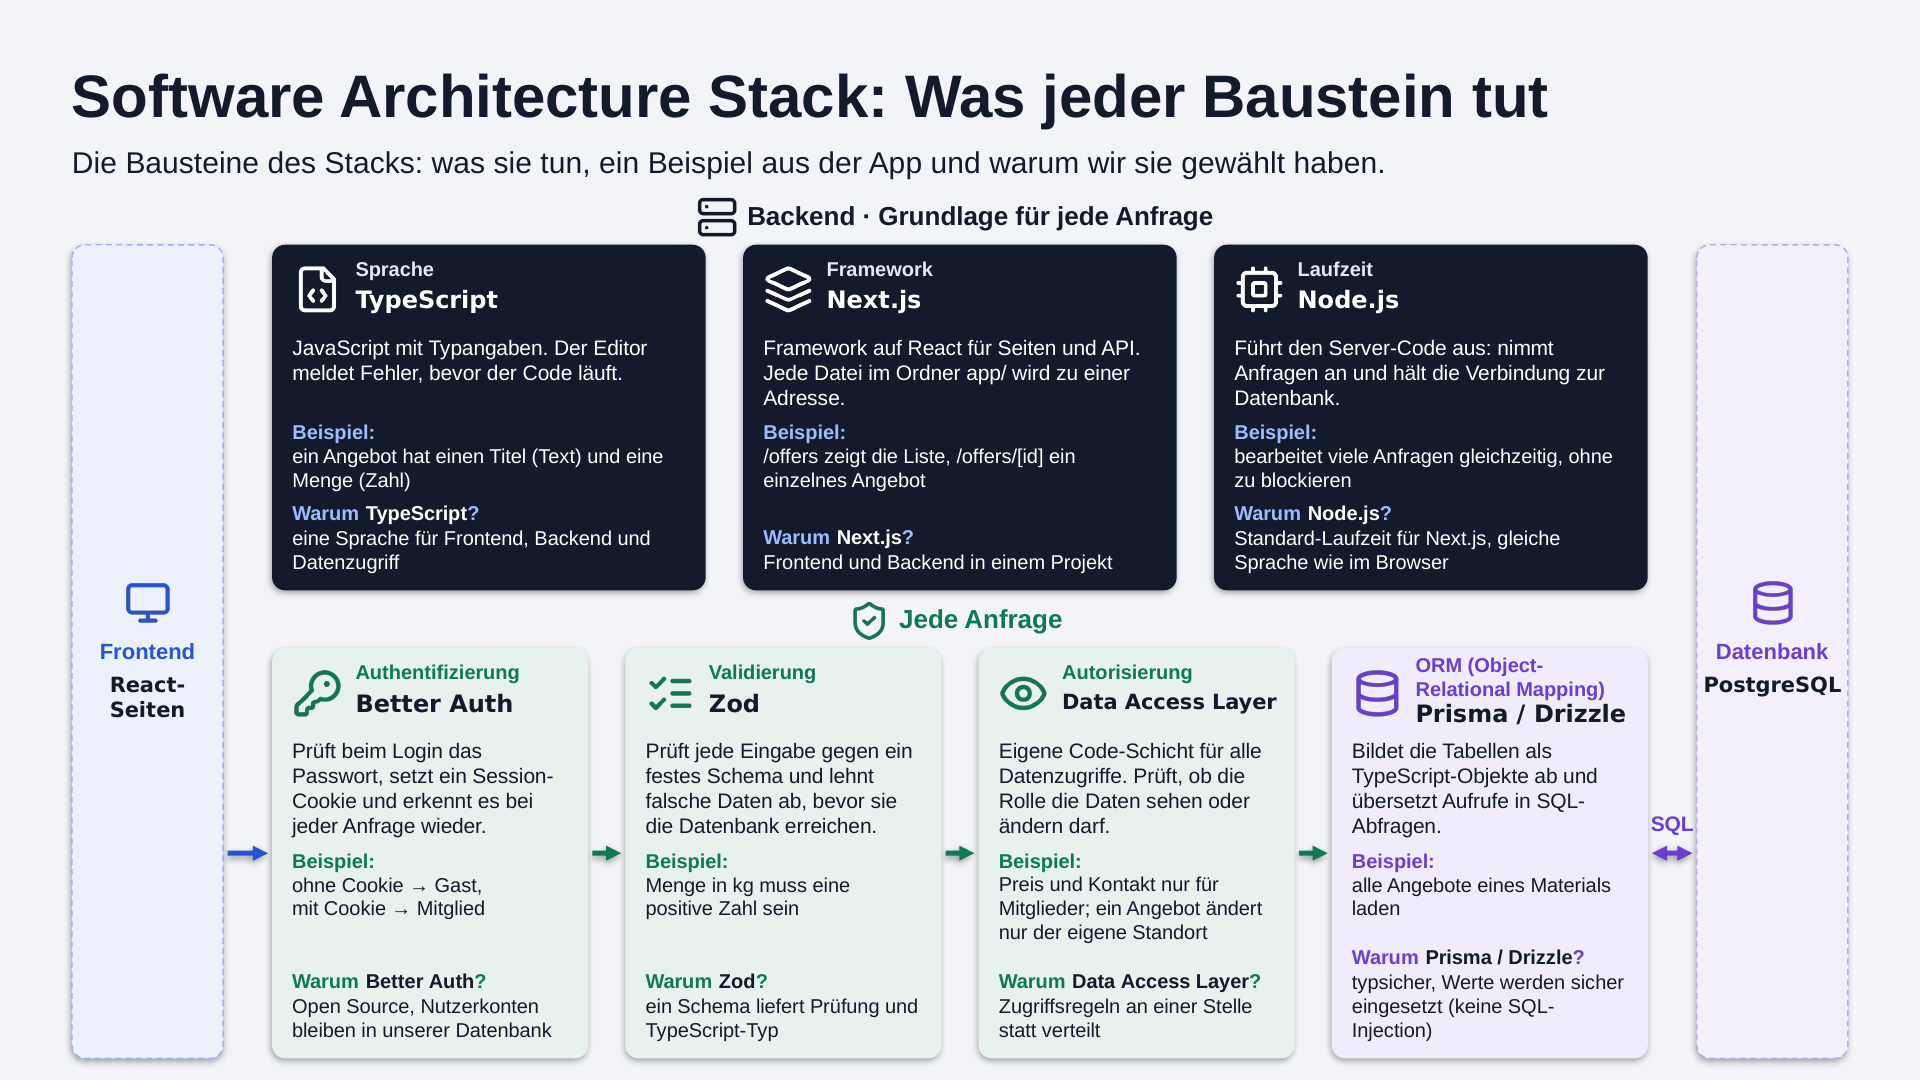 Software Architecture Stack: Was jeder Baustein tut
Die Bausteine des Stacks: was sie tun, ein Beispiel aus der App und warum wir sie gewählt haben.
Backend · Grundlage für jede Anfrage
Frontend
React-
Seiten
Sprache
TypeScript
JavaScript mit Typangaben. Der Editor
meldet Fehler, bevor der Code läuft.
Beispiel:
ein Angebot hat einen Titel (Text) und eine
Menge (Zahl)
Warum TypeScript?
eine Sprache für Frontend, Backend und
Datenzugriff
Framework
Next.js
Framework auf React für Seiten und API.
Jede Datei im Ordner app/ wird zu einer
Adresse.
Beispiel:
/offers zeigt die Liste, /offers/[id] ein
einzelnes Angebot
Warum Next.js?
Frontend und Backend in einem Projekt
Laufzeit
Node.js
Führt den Server-Code aus: nimmt
Anfragen an und hält die Verbindung zur
Datenbank.
Beispiel:
bearbeitet viele Anfragen gleichzeitig, ohne
zu blockieren
Warum Node.js?
Standard-Laufzeit für Next.js, gleiche
Sprache wie im Browser
Jede Anfrage
Authentifizierung
Better Auth
Prüft beim Login das
Passwort, setzt ein Session-
Cookie und erkennt es bei
jeder Anfrage wieder.
Beispiel:
ohne Cookie → Gast,
mit Cookie → Mitglied
Warum Better Auth?
Open Source, Nutzerkonten
bleiben in unserer Datenbank
Validierung
Zod
Prüft jede Eingabe gegen ein
festes Schema und lehnt
falsche Daten ab, bevor sie
die Datenbank erreichen.
Beispiel:
Menge in kg muss eine
positive Zahl sein
Warum Zod?
ein Schema liefert Prüfung und
TypeScript-Typ
Autorisierung
Data Access Layer
Eigene Code-Schicht für alle
Datenzugriffe. Prüft, ob die
Rolle die Daten sehen oder
ändern darf.
Beispiel:
Preis und Kontakt nur für
Mitglieder; ein Angebot ändert
nur der eigene Standort
Warum Data Access Layer?
Zugriffsregeln an einer Stelle
statt verteilt
ORM (Object-
Relational Mapping)
Prisma / Drizzle
Bildet die Tabellen als
TypeScript-Objekte ab und
übersetzt Aufrufe in SQL-
Abfragen.
Beispiel:
alle Angebote eines Materials
laden
Warum Prisma / Drizzle?
typsicher, Werte werden sicher
eingesetzt (keine SQL-
Injection)
SQL
Datenbank
PostgreSQL